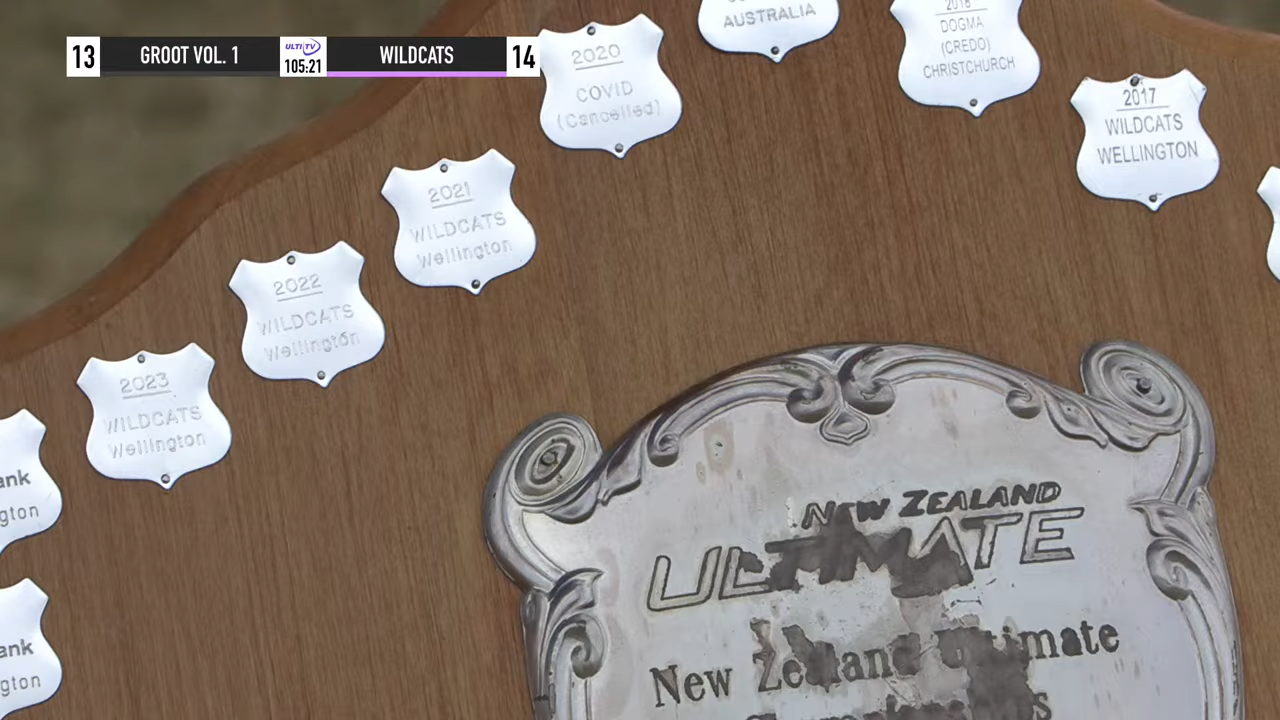 13 GROOT VOL. 1 ULTI TV 105:21 WILDCATS 14
AUSTRALIA
2016
DOGMA
(CREDO)
CHRISTCHURCH
2017
WILDCATS
WELLINGTON
2020
COVID
(Cancelled)
2021
WILDCATS
Wellington
2022
WILDCATS
Wellington
2023
WILDCATS
Wellington
ank
gton
ank
gton
NEW ZEALAND
ULTIMATE
New Zealand Ultimate